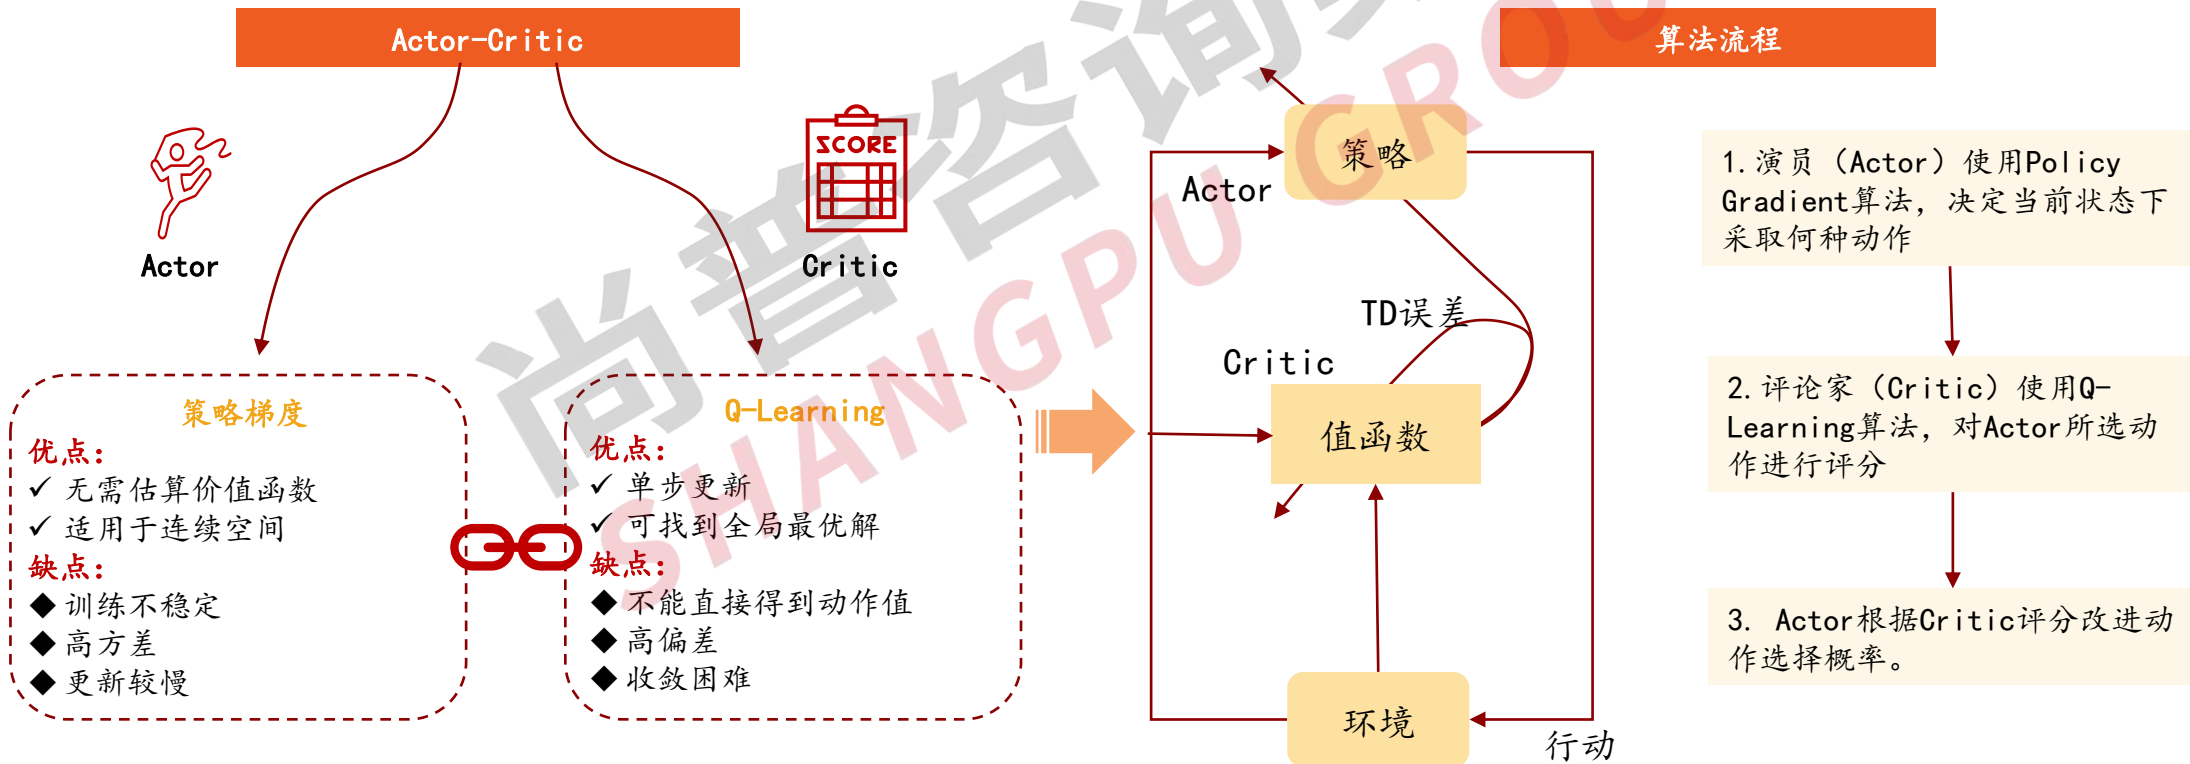 Actor-Critic
算法流程
SCORE
Actor
Critic
策略梯度
优点：
✓ 无需估算价值函数
✓ 适用于连续空间
缺点：
◆ 训练不稳定
◆ 高方差
◆ 更新较慢
Q-Learning
优点：
✓ 单步更新
✓ 可找到全局最优解
缺点：
◆ 不能直接得到动作值
◆ 高偏差
◆ 收敛困难
策略
Actor
TD误差
Critic
值函数
环境
行动
1.演员（Actor）使用Policy
Gradient算法，决定当前状态下
采取何种动作
2.评论家（Critic）使用Q-
Learning算法，对Actor所选动
作进行评分
3. Actor根据Critic评分改进动
作选择概率。
尚普咨询
SHANGPU GROU